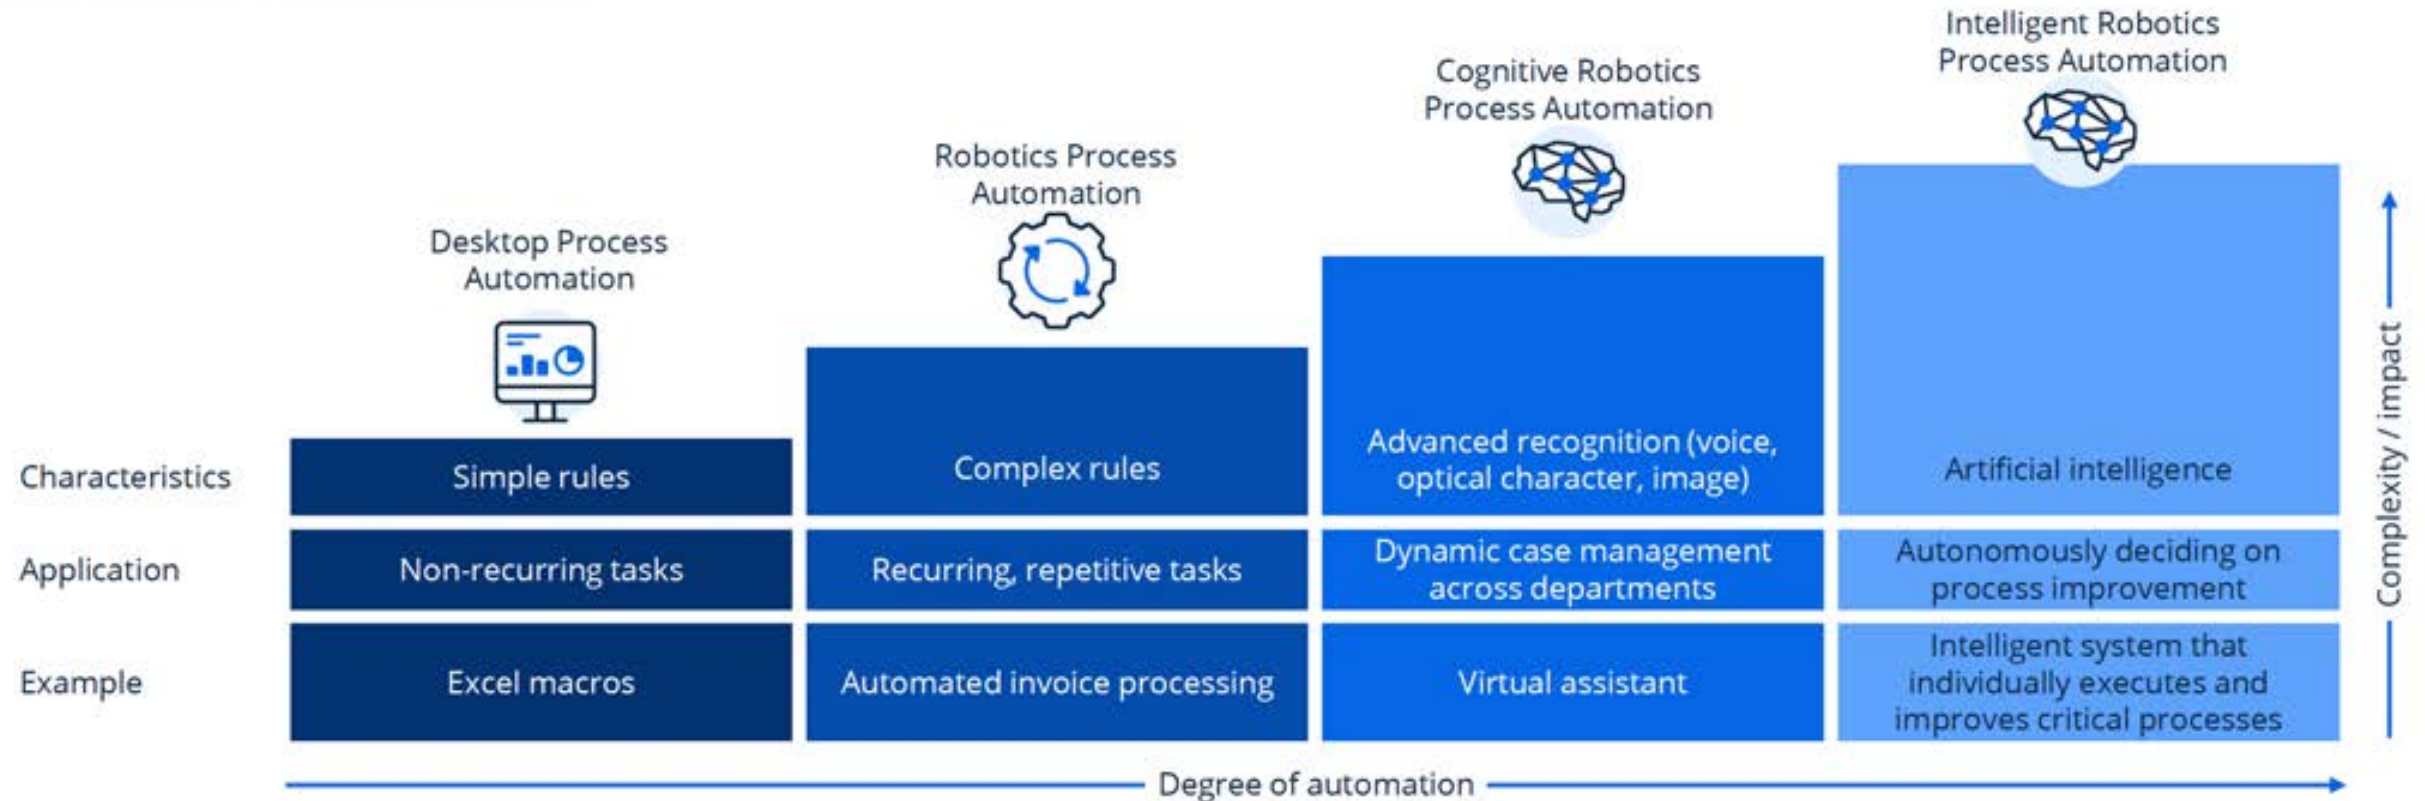 Intelligent Robotics
Process Automation
Cognitive Robotics
Process Automation
Robotics Process
Automation
Desktop Process
Automation
Characteristics
Simple rules
Complex rules
Advanced recognition (voice,
optical character, image)
Artificial intelligence
Application
Non-recurring tasks
Recurring, repetitive tasks
Dynamic case management
across departments
Autonomously deciding on
process improvement
Example
Excel macros
Automated invoice processing
Virtual assistant
Intelligent system that
individually executes and
improves critical processes
Degree of automation
Complexity / impact